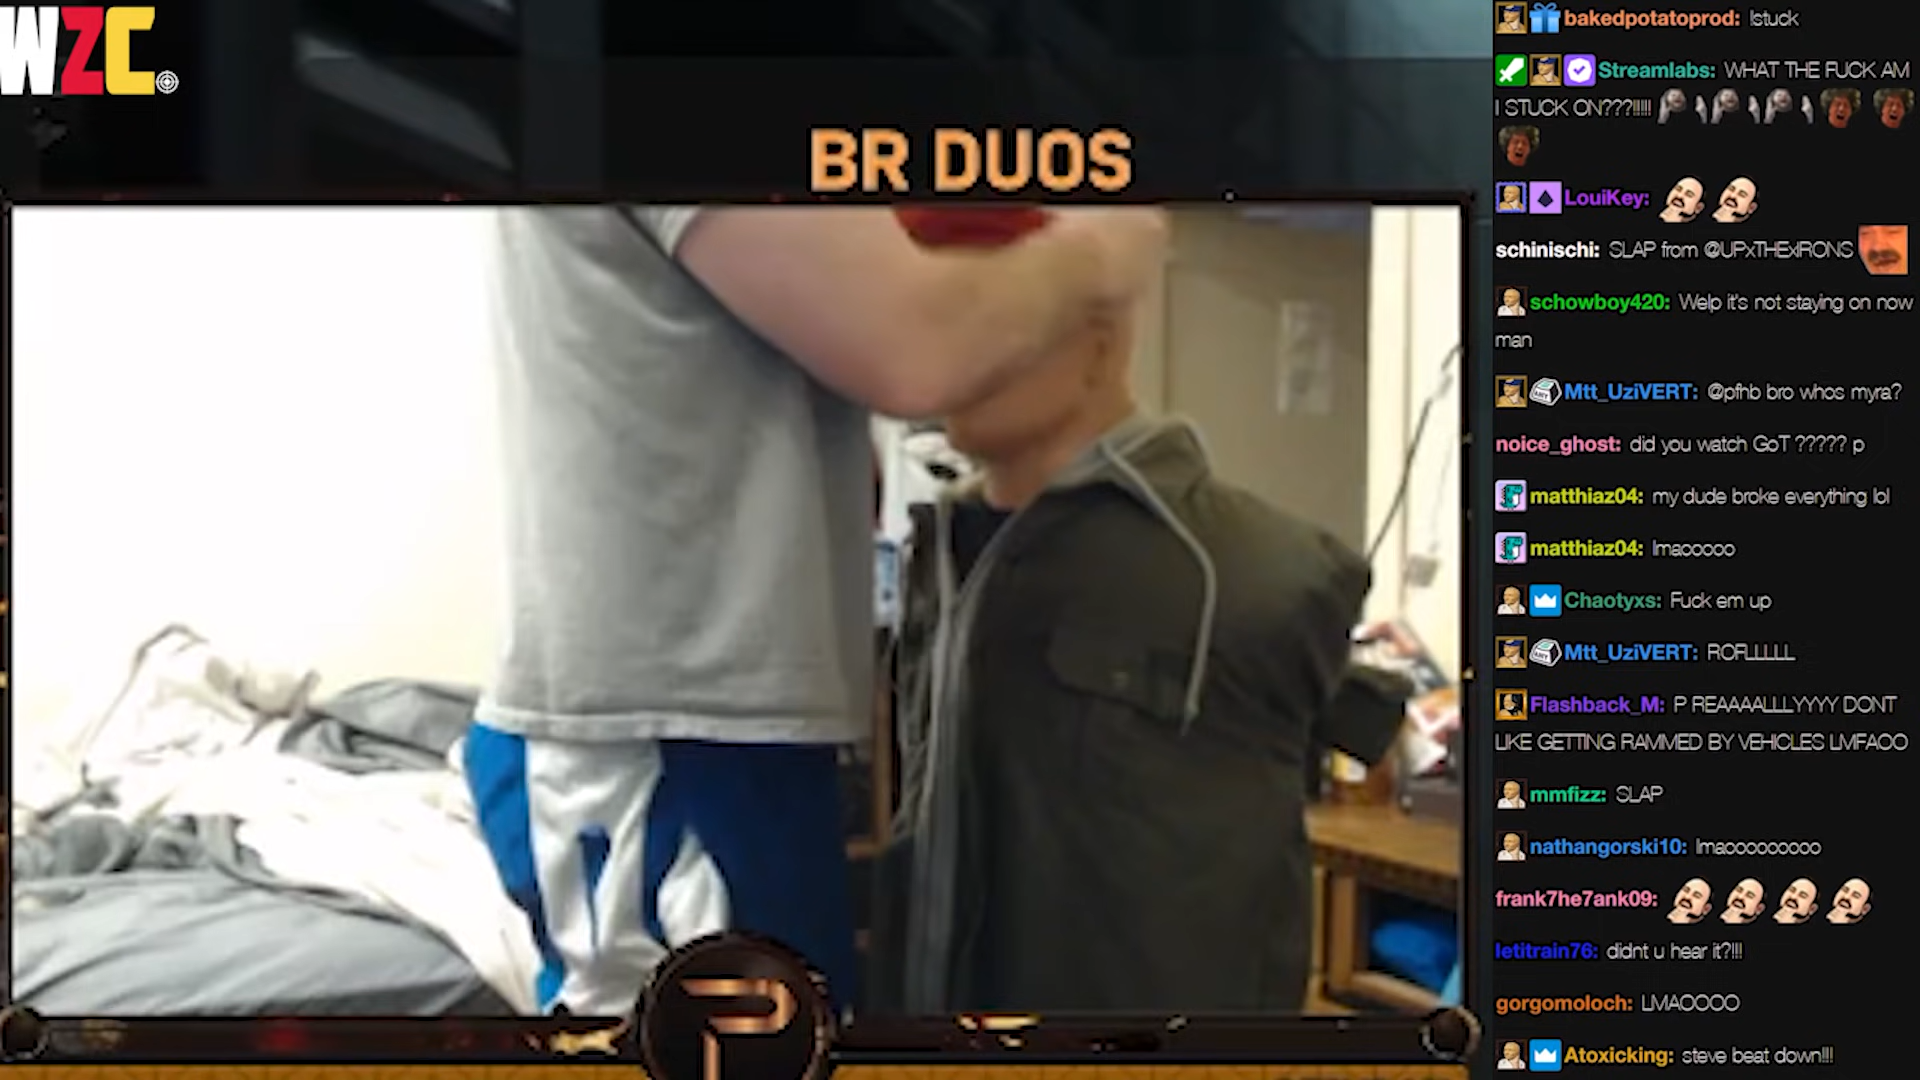 WZC
BR DUOS
bakedpotatoprod: !stuck
Streamlabs: WHAT THE FUCK AM
I STUCK ON???!!!!!
LouiKey:
schinischi: SLAP from @UPxTHExIRONS
schowboy420: Welp it's not staying on now
man
Mtt_UziVERT: @pfhb bro whos myra?
noice_ghost: did you watch GoT ????? p
matthiaz04: my dude broke everything lol
matthiaz04: lmaooooo
Chaotyxs: Fuck em up
Mtt_UziVERT: ROFLLLLL
Flashback_M: P REAAAALLLYYYY DONT
LIKE GETTING RAMMED BY VEHICLES LMFAOO
mmfizz: SLAP
nathangorski10: lmaooooooooo
frank7he7ank09:
letitrain76: didnt u hear it?!!!
gorgomoloch: LMAOOOO
Atoxicking: steve beat down!!!
P